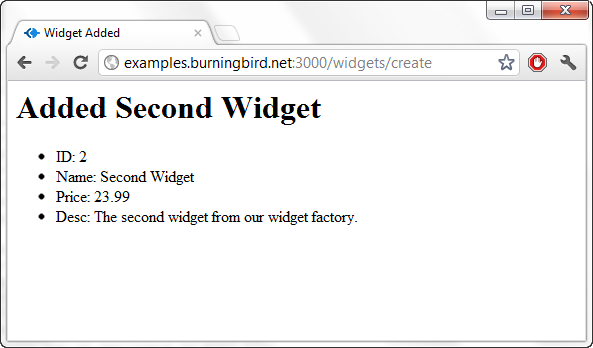 Widget Added
examples.burningbird.net:3000/widgets/create
Added Second Widget
ID: 2
Name: Second Widget
Price: 23.99
Desc: The second widget from our widget factory.